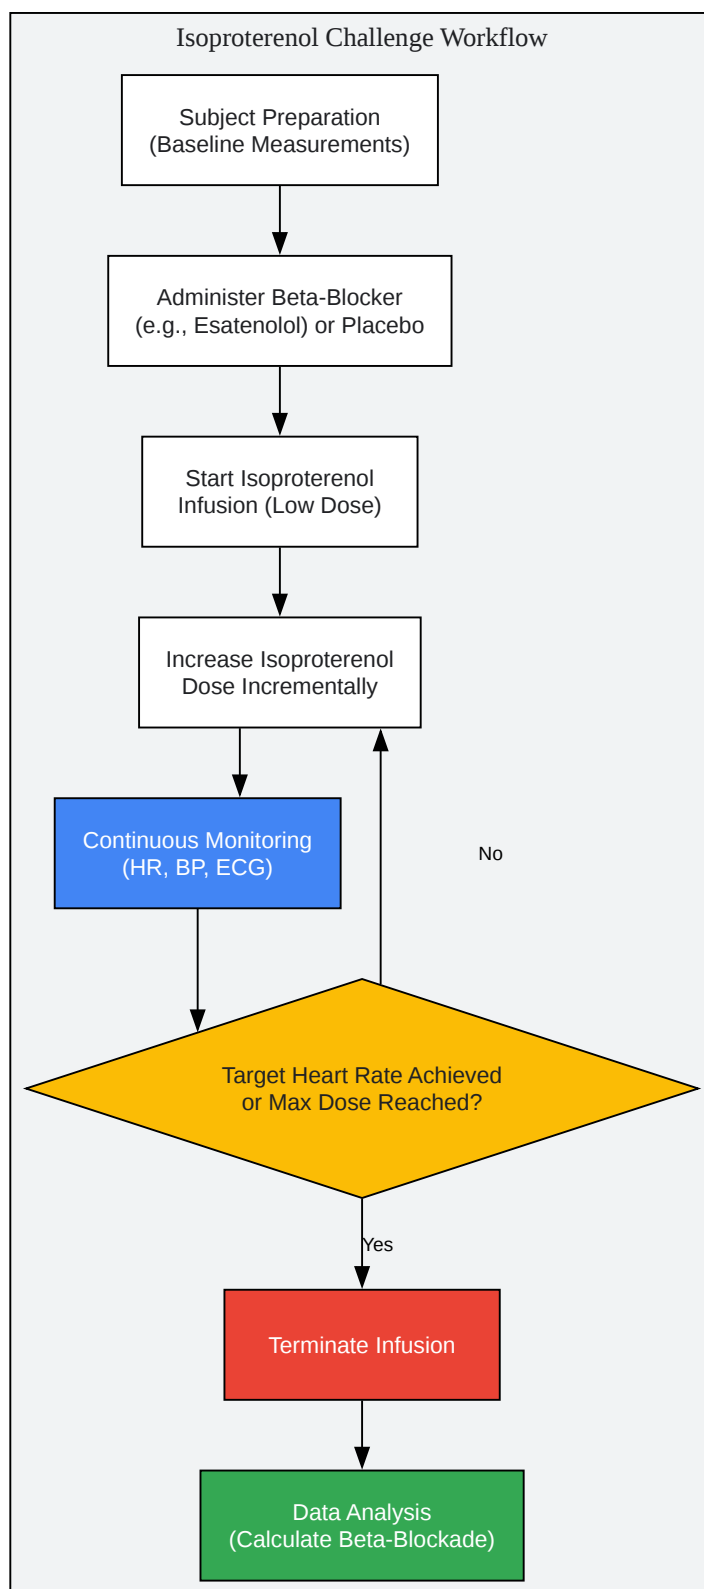 Isoproterenol Challenge Workflow
Subject Preparation
(Baseline Measurements)
Administer Beta-Blocker
(e.g., Esatenolol) or Placebo
Start Isoproterenol
Infusion (Low Dose)
Increase Isoproterenol
Dose Incrementally
Continuous Monitoring
(HR, BP, ECG)
No
Target Heart Rate Achieved
or Max Dose Reached?
Yes
Terminate Infusion
Data Analysis
(Calculate Beta-Blockade)